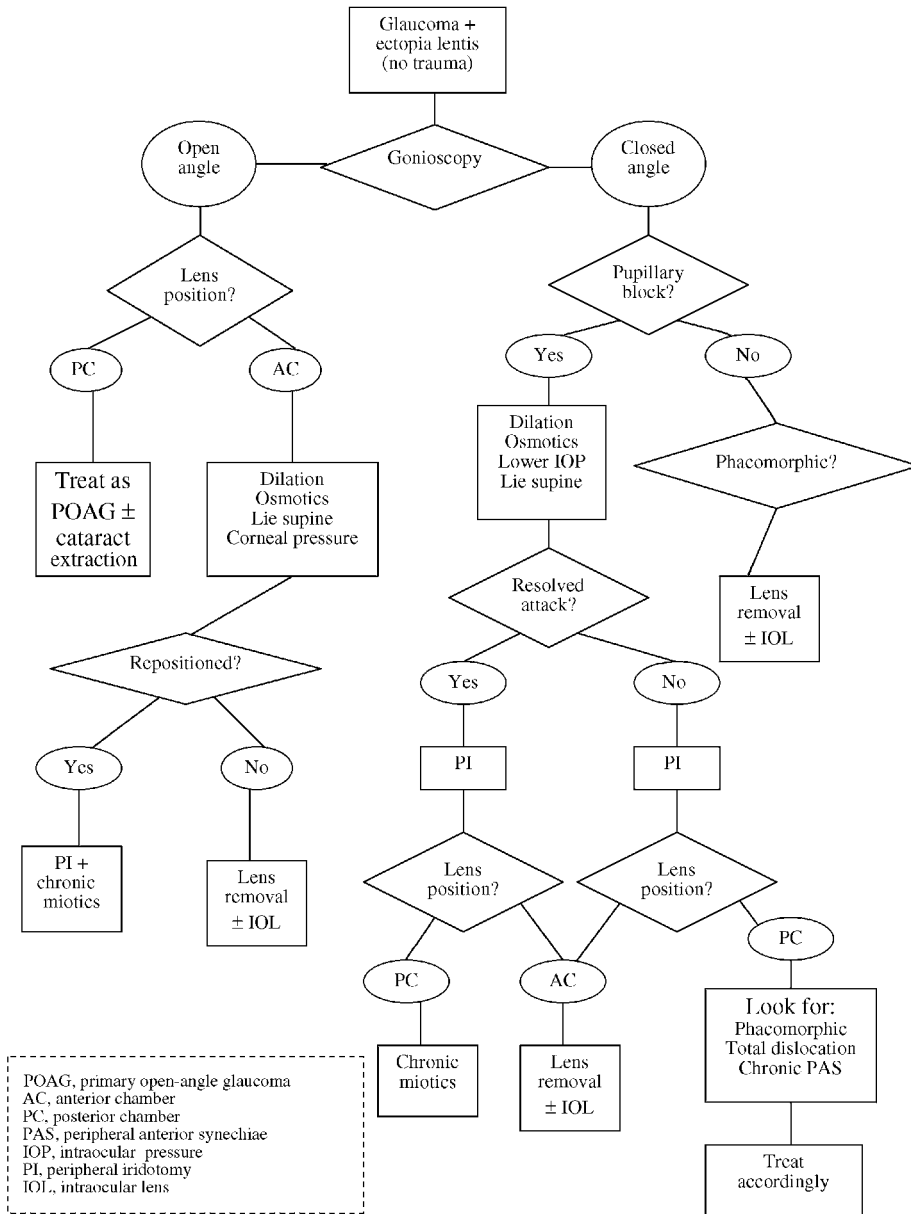 Glaucoma +
ectopia lentis
(no trauma)
Gonioscopy
Open
angle
Closed
angle
Lens
position?
Pupillary
block?
PC
AC
Yes
No
Treat as
POAG ±
cataract
extraction
Dilation
Osmotics
Lie supine
Corneal pressure
Dilation
Osmotics
Lower IOP
Lie supine
Phacomorphic?
Repositioned?
Resolved
attack?
Lens
removal
± IOL
Yes
No
Yes
No
PI +
chronic
miotics
Lens
removal
± IOL
PI
PI
Lens
position?
Lens
position?
PC
AC
PC
Chronic
miotics
Lens
removal
± IOL
Look for:
Phacomorphic
Total dislocation
Chronic PAS
Treat
accordingly
POAG, primary open-angle glaucoma
AC, anterior chamber
PC, posterior chamber
PAS, peripheral anterior synechiae
IOP, intraocular pressure
PI, peripheral iridotomy
IOL, intraocular lens